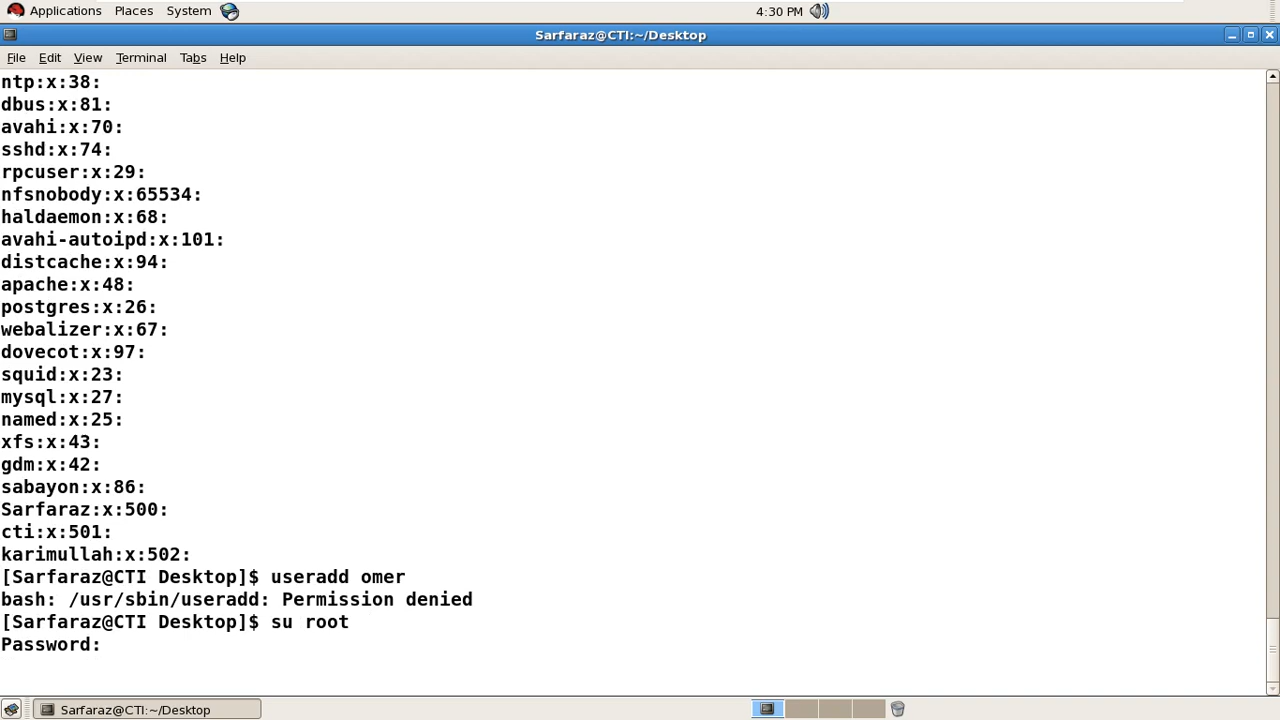 Applications Places System 4:30 PM
Sarfaraz@CTI:~/Desktop
File Edit View Terminal Tabs Help
ntp:x:38:
dbus:x:81:
avahi:x:70:
sshd:x:74:
rpcuser:x:29:
nfsnobody:x:65534:
haldaemon:x:68:
avahi-autoipd:x:101:
distcache:x:94:
apache:x:48:
postgres:x:26:
webalizer:x:67:
dovecot:x:97:
squid:x:23:
mysql:x:27:
named:x:25:
xfs:x:43:
gdm:x:42:
sabayon:x:86:
Sarfaraz:x:500:
cti:x:501:
karimullah:x:502:
[Sarfaraz@CTI Desktop]$ useradd omer
bash: /usr/sbin/useradd: Permission denied
[Sarfaraz@CTI Desktop]$ su root
Password:
Sarfaraz@CTI:~/Desktop